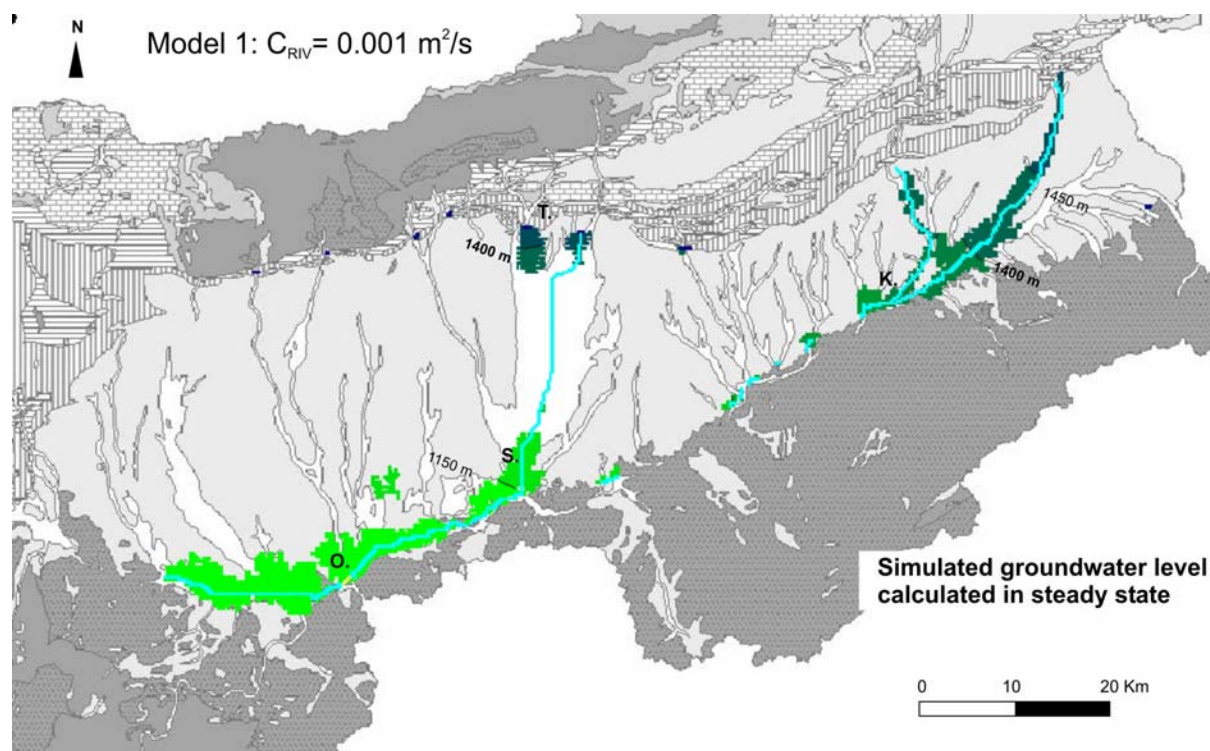 N
Model 1: C_RIV = 0.001 m²/s
T.
1400 m
1450 m
K.
1400 m
S.
1150 m
O.
Simulated groundwater level
calculated in steady state
0 10 20 Km